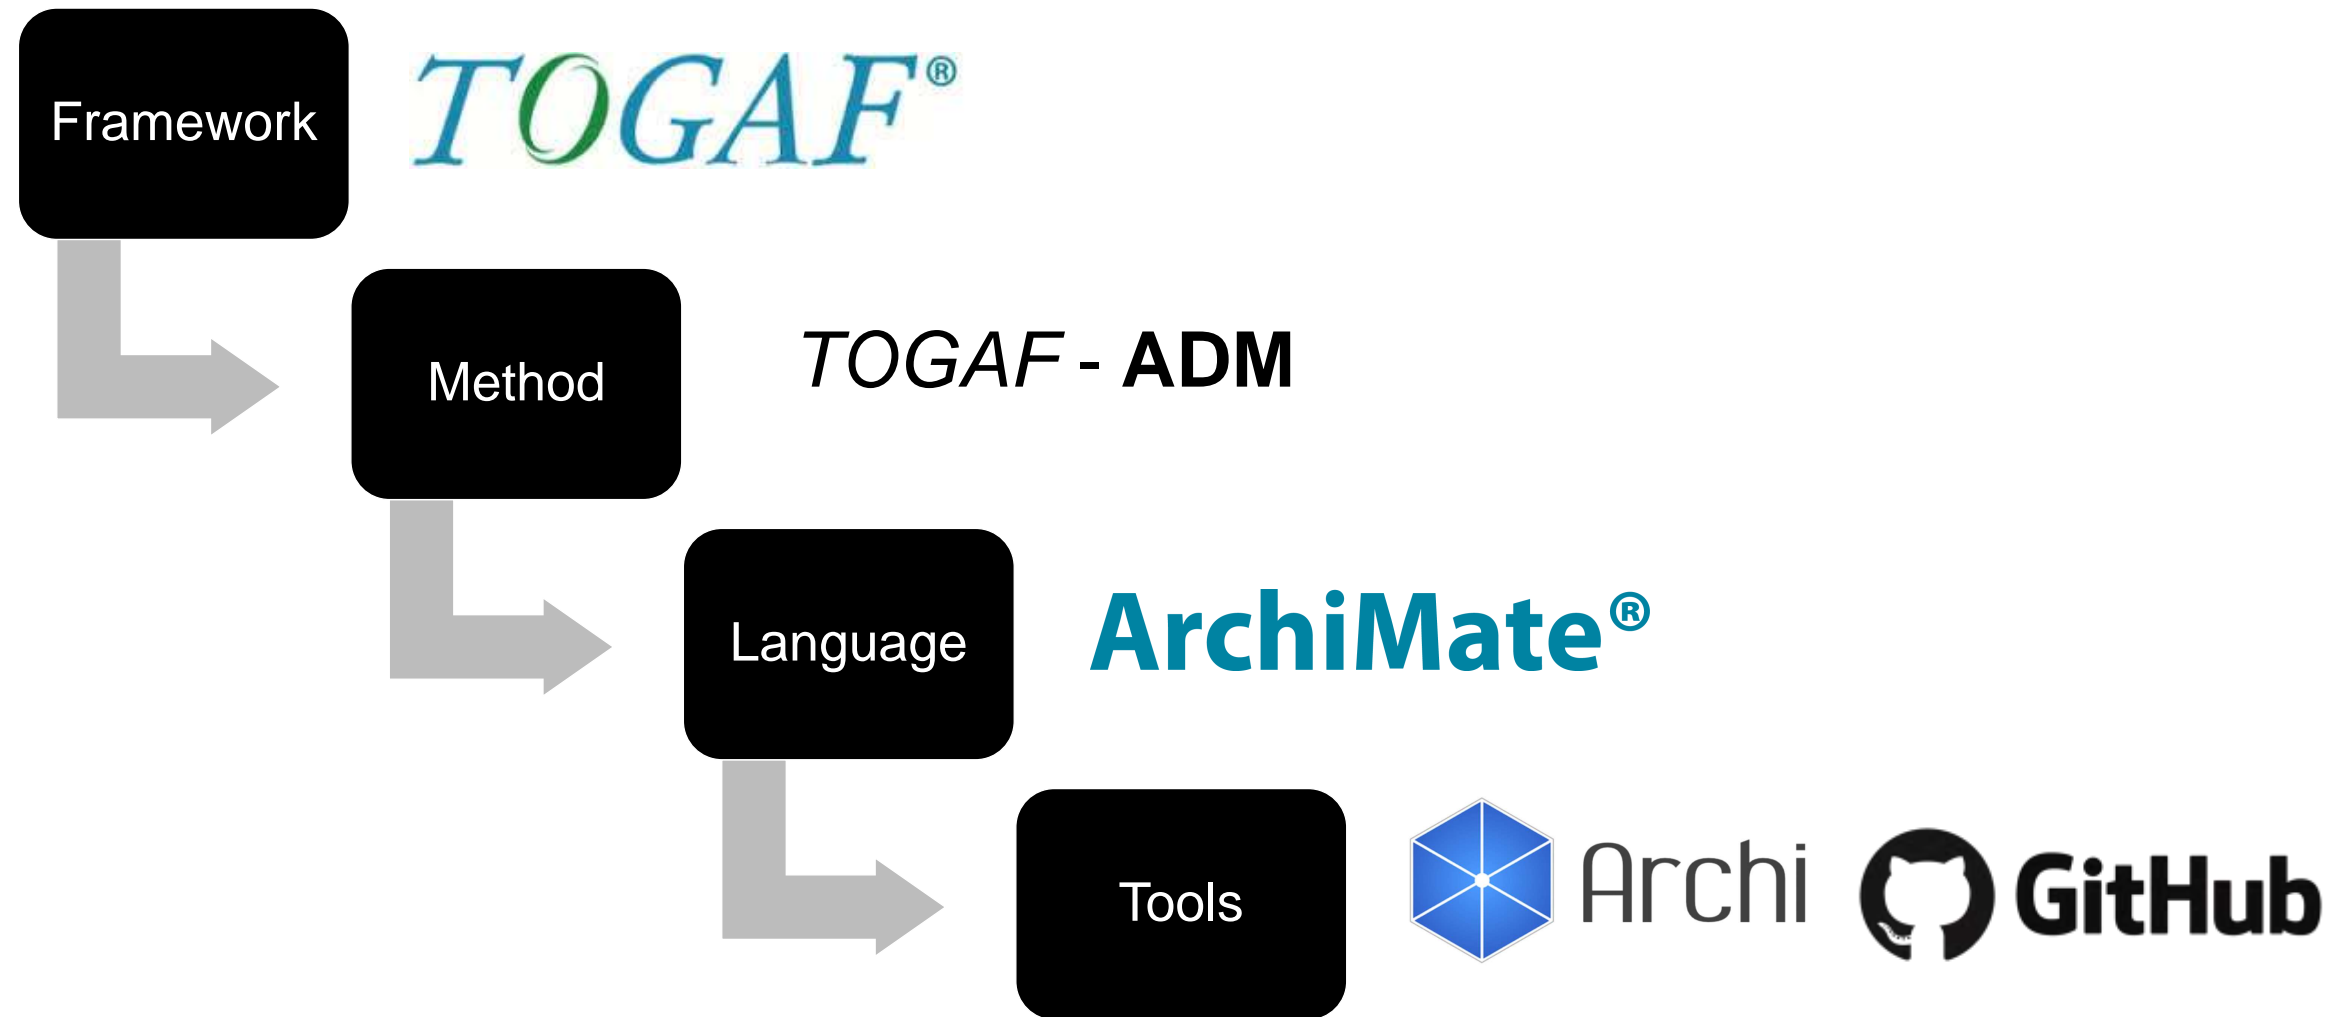 Framework
TOGAF®
Method
TOGAF - ADM
Language
ArchiMate®
Tools
Archi
GitHub